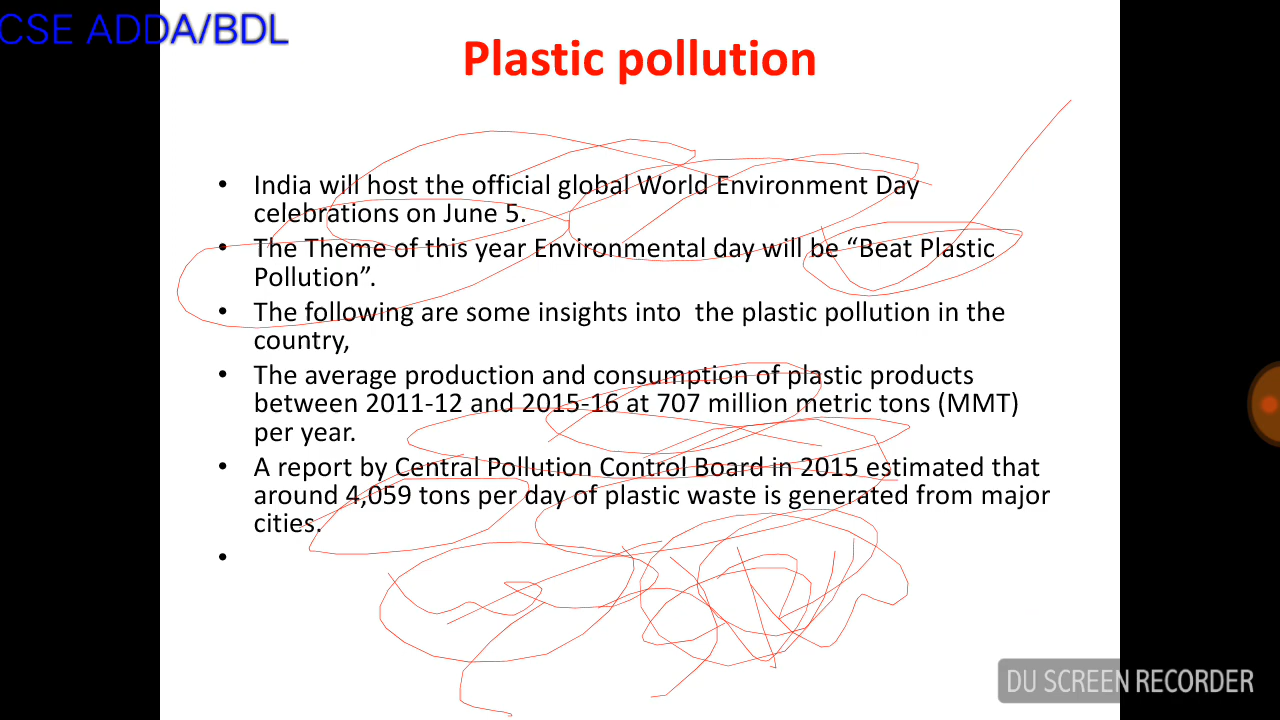 CSE ADDA/BDL
Plastic pollution
• India will host the official global World Environment Day
celebrations on June 5.
• The Theme of this year Environmental day will be “Beat Plastic
Pollution”.
• The following are some insights into the plastic pollution in the
country,
• The average production and consumption of plastic products
between 2011-12 and 2015-16 at 707 million metric tons (MMT)
per year.
• A report by Central Pollution Control Board in 2015 estimated that
around 4,059 tons per day of plastic waste is generated from major
cities.
•
DU SCREEN RECORDER